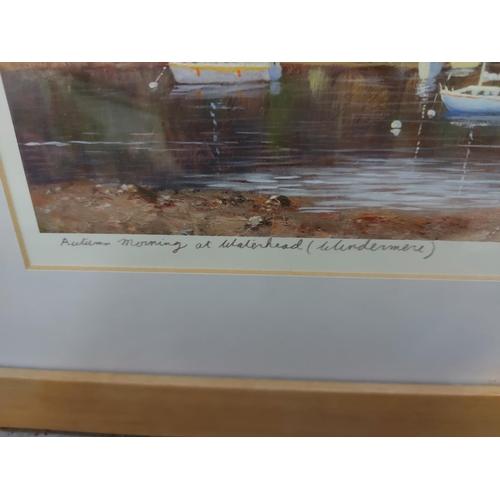 Autumn Morning at Waterhead (Windermere)